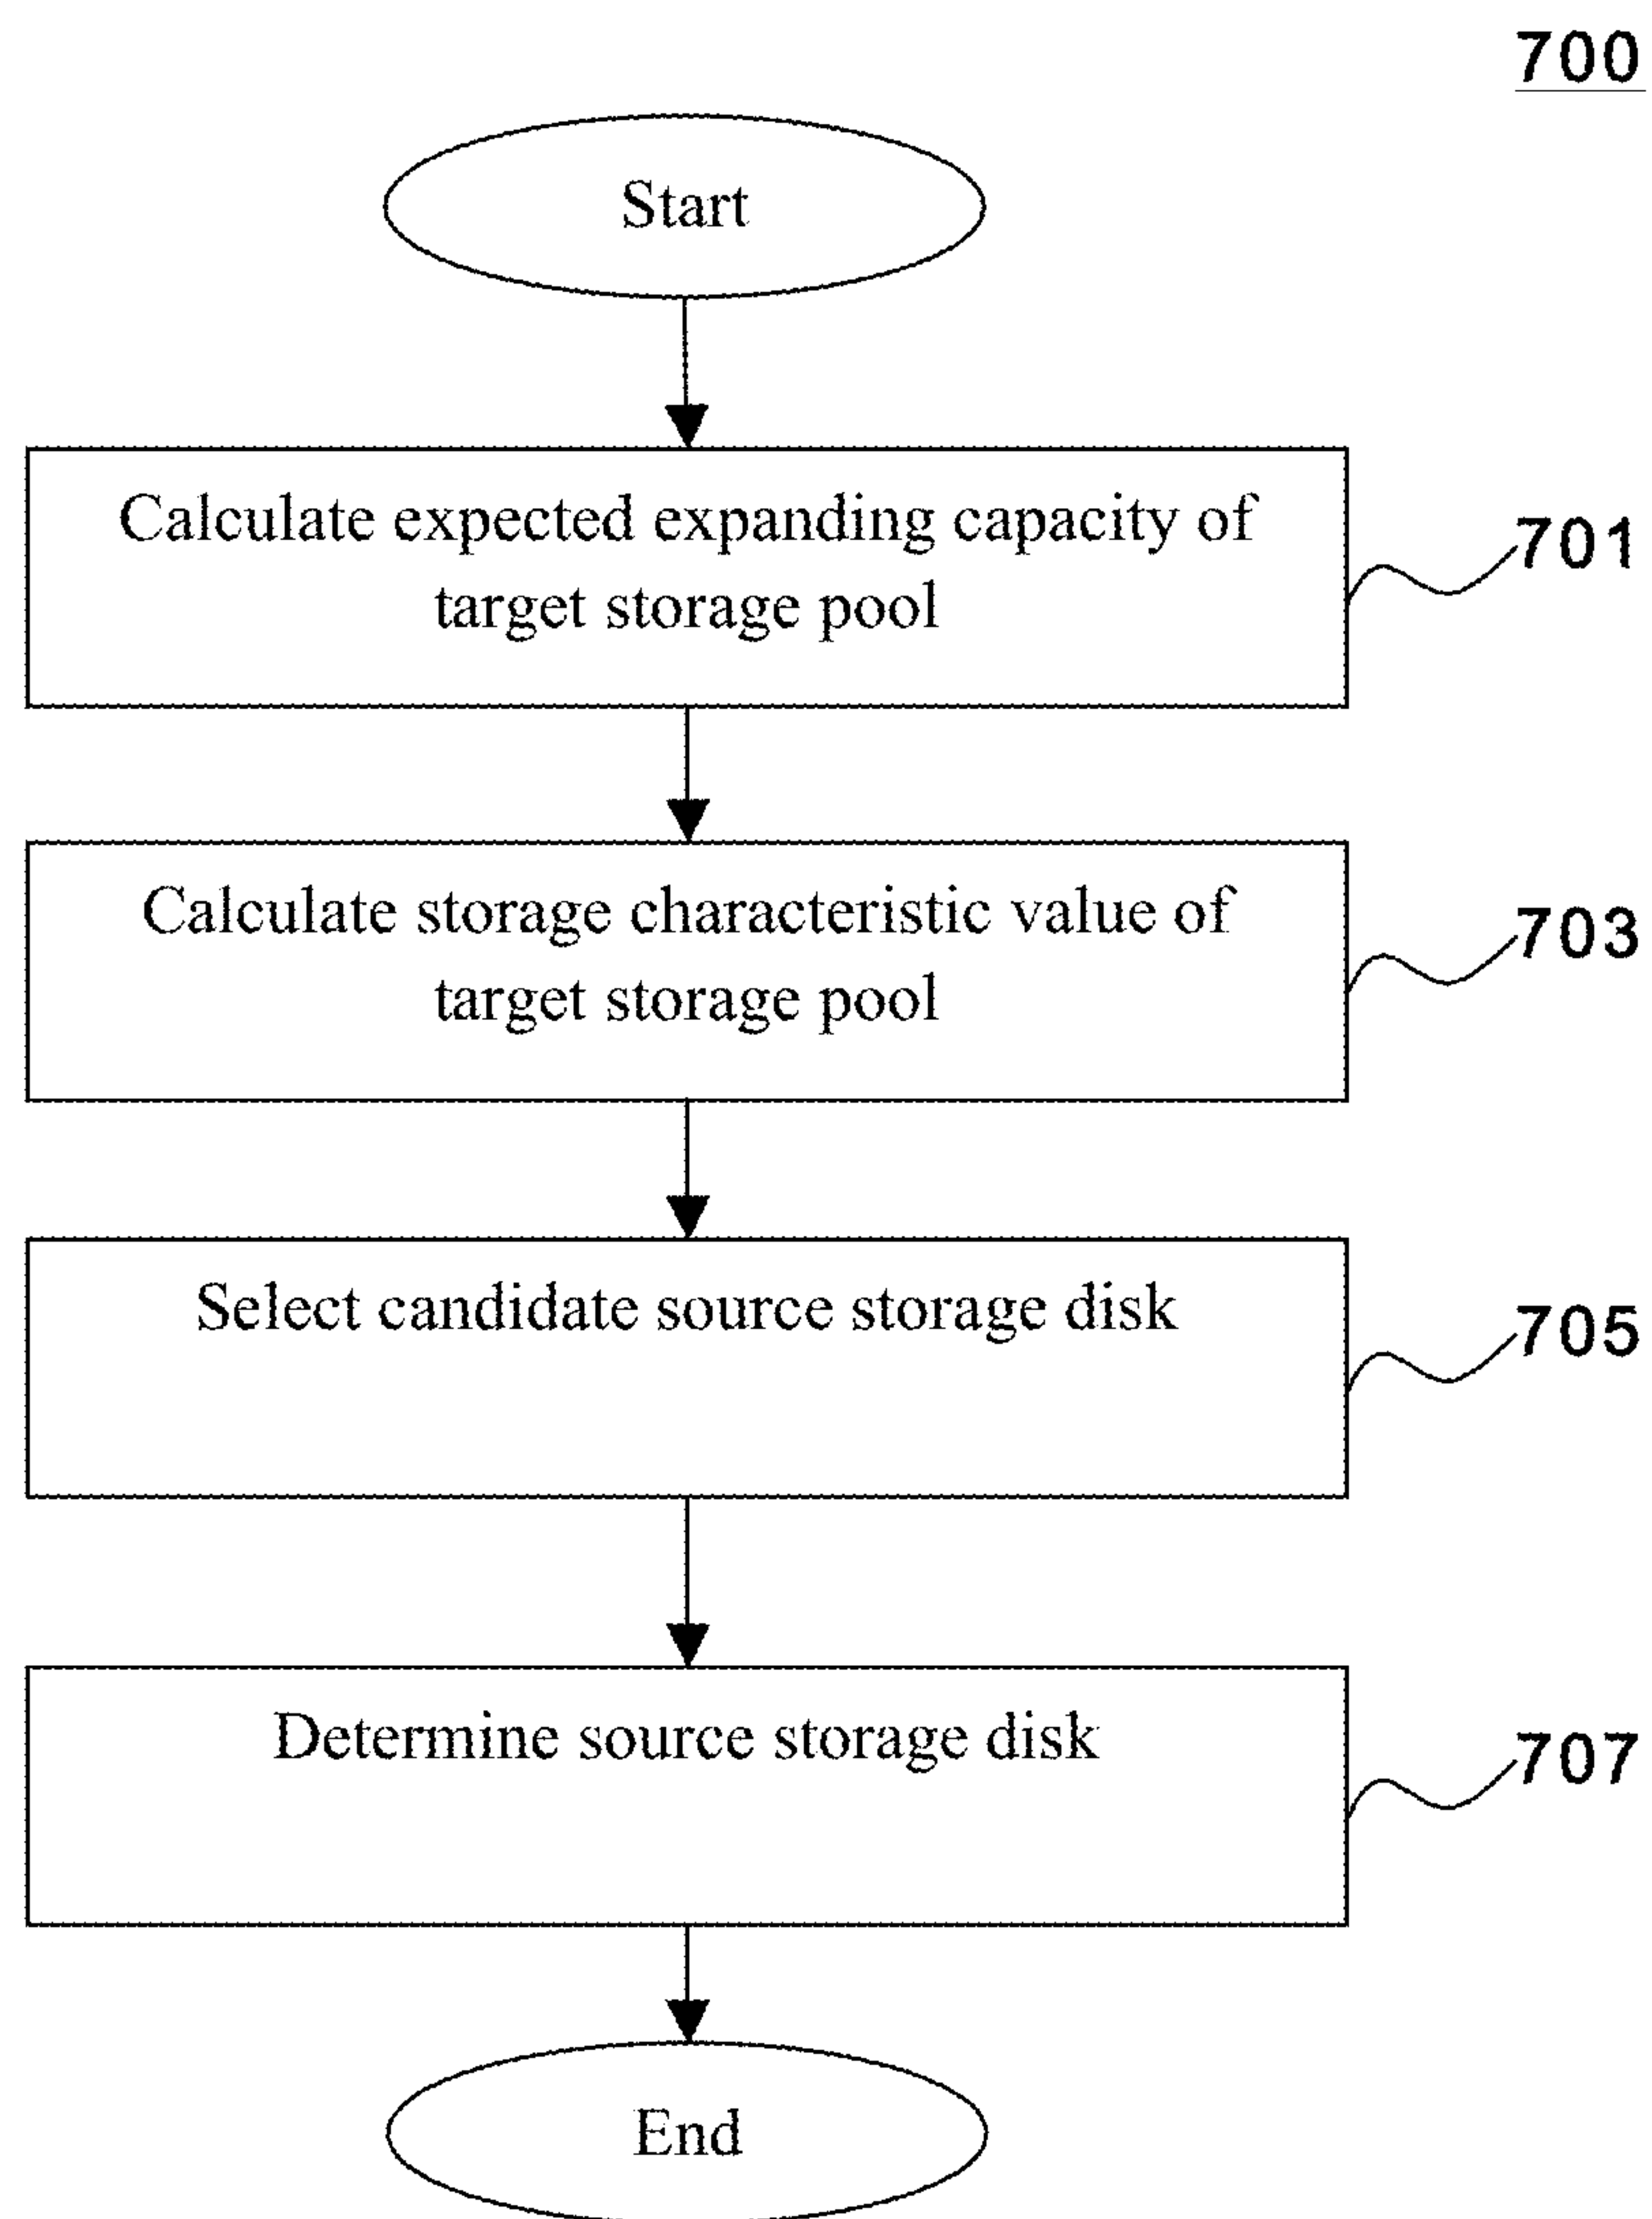 700
Start
Calculate expected expanding capacity of
target storage pool
701
Calculate storage characteristic value of
target storage pool
703
Select candidate source storage disk
705
Determine source storage disk
707
End